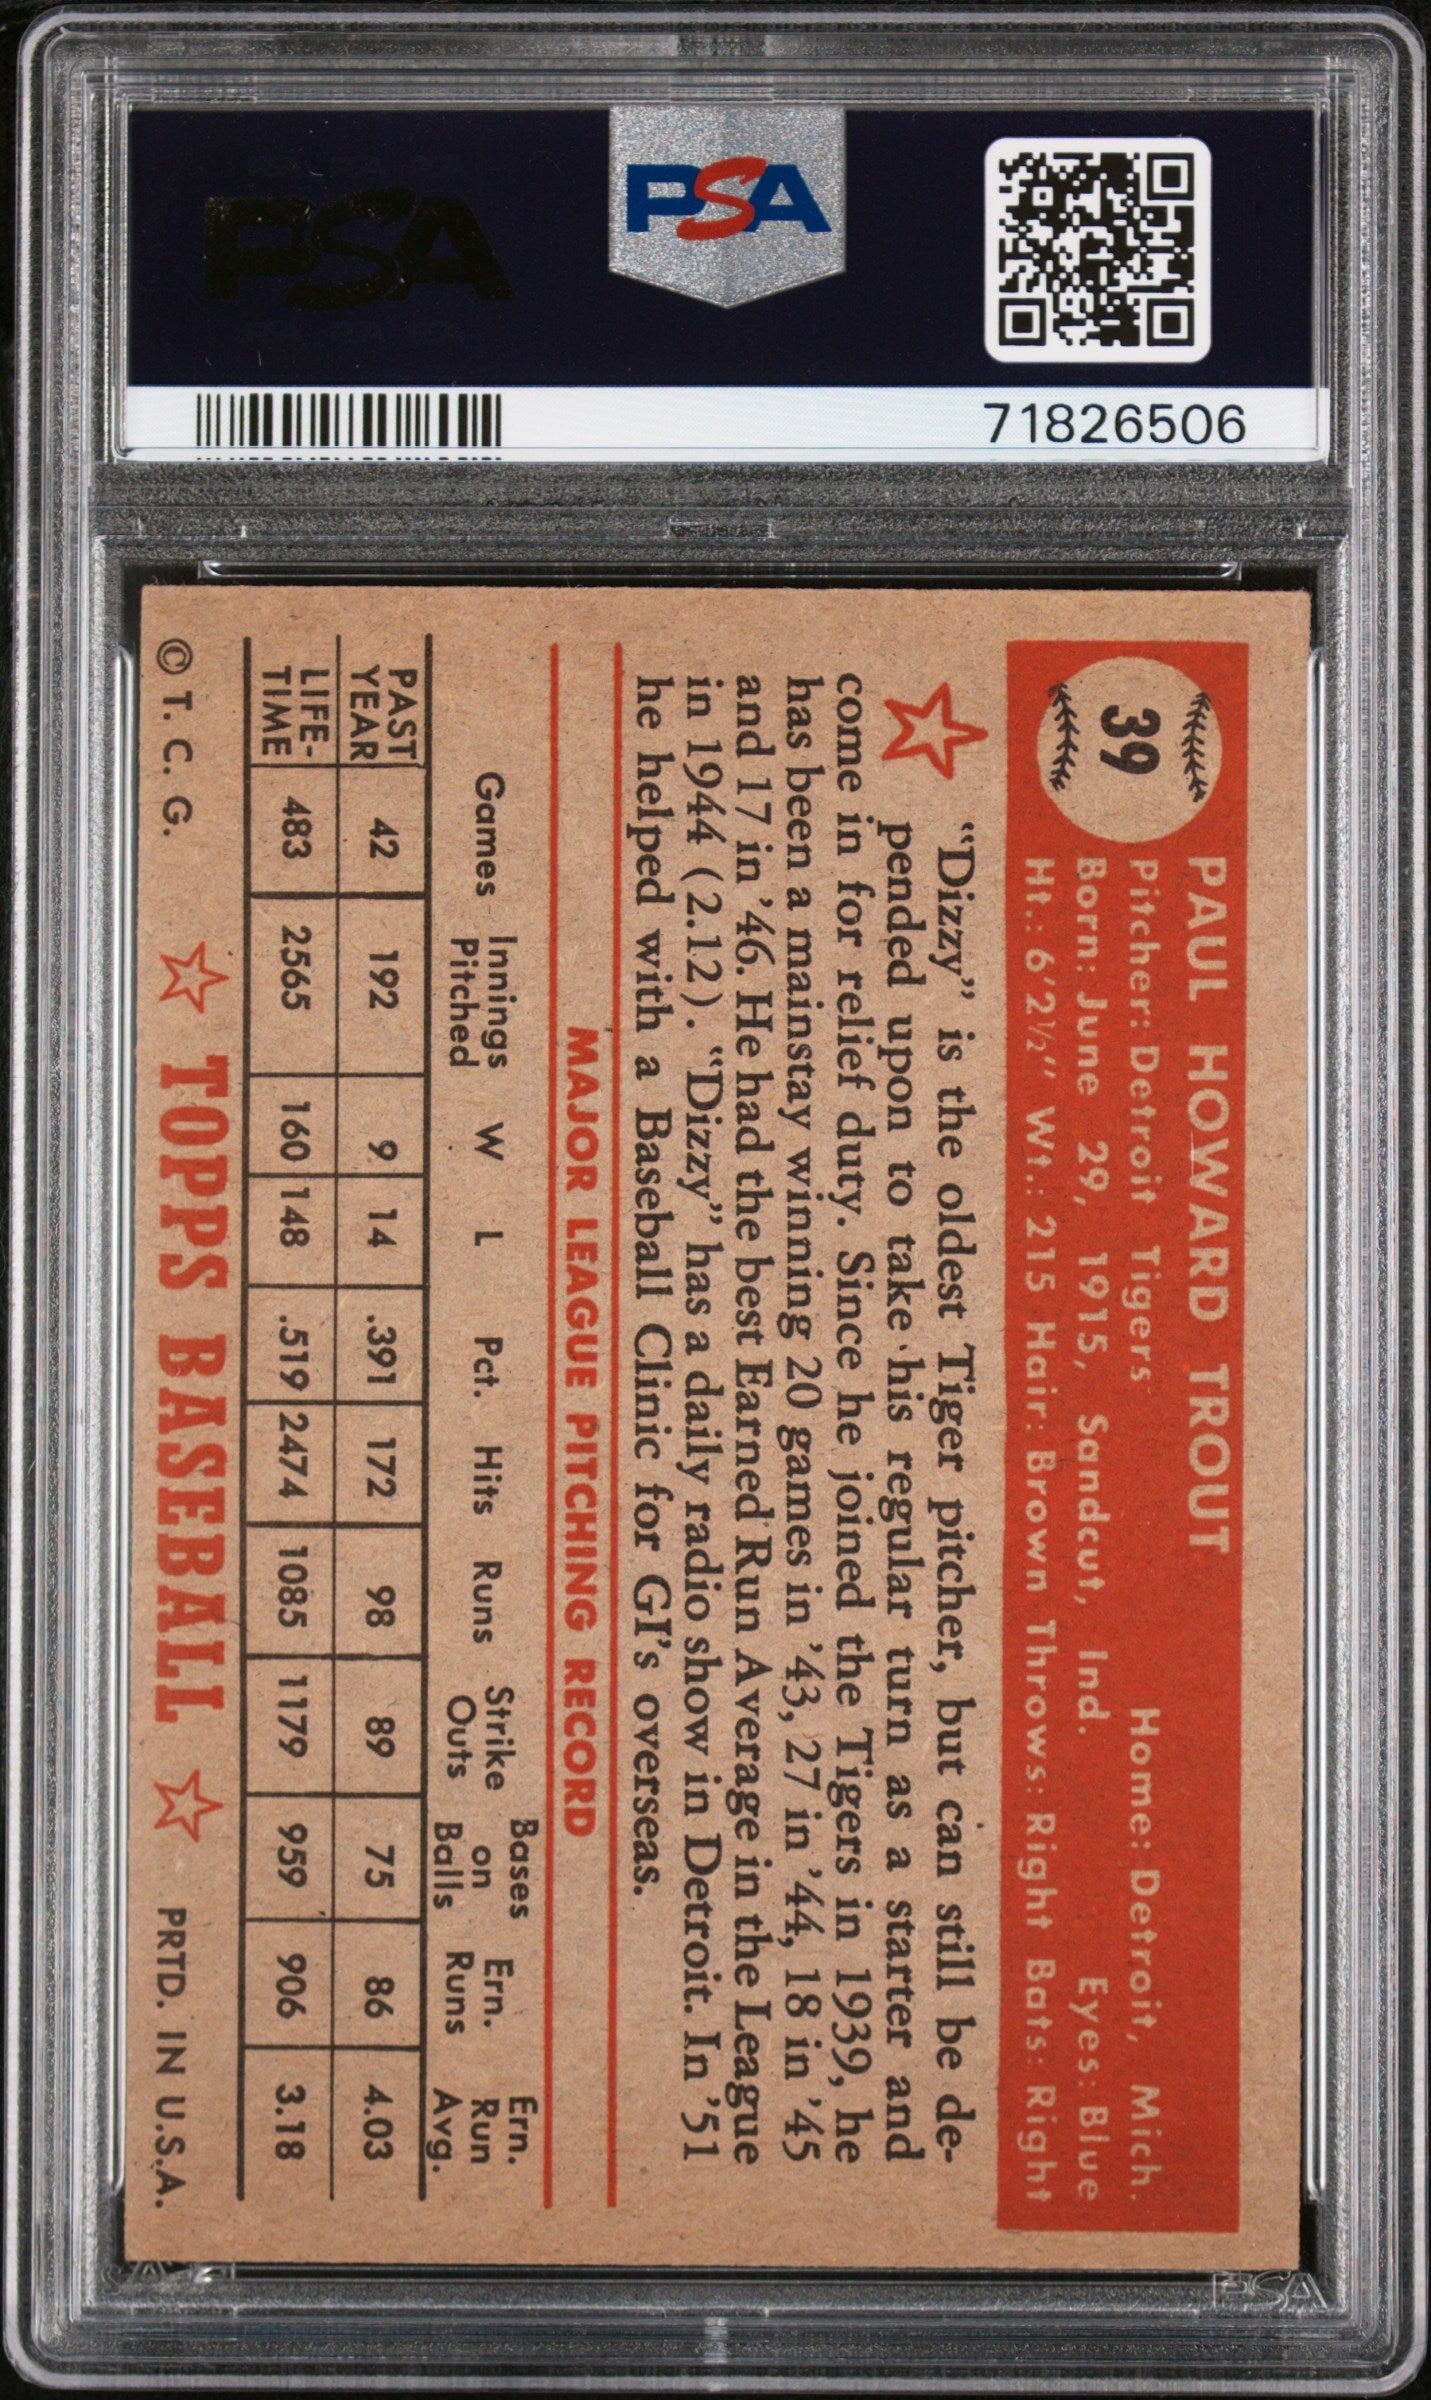 PSA
PSA
71826506
39
PAUL HOWARD TROUT
Pitcher: Detroit Tigers Home: Detroit, Mich.
Born: June 29, 1915, Sandcut, Ind. Eyes: Blue
Ht.: 6'2½" Wt.: 215 Hair: Brown Throws: Right Bats: Right
"Dizzy" is the oldest Tiger pitcher, but can still be de-
pended upon to take his regular turn as a starter and
come in for relief duty. Since he joined the Tigers in 1939, he
has been a mainstay winning 20 games in '43, 27 in '44, 18 in '45
and 17 in '46. He had the best Earned Run Average in the League
in 1944 (2.12). "Dizzy" has a daily radio show in Detroit. In '51
he helped with a Baseball Clinic for GI's overseas.
MAJOR LEAGUE PITCHING RECORD
Games Innings Pitched W L Pct. Hits Runs Strike Outs Bases on Balls Ern. Runs Ern. Run Avg.
PAST YEAR 42 192 9 14 .391 172 98 89 75 86 4.03
LIFE-TIME 483 2565 160 148 .519 2474 1085 1179 959 906 3.18
© T. C. G. TOPPS BASEBALL PRTD. IN U.S.A.
PSA